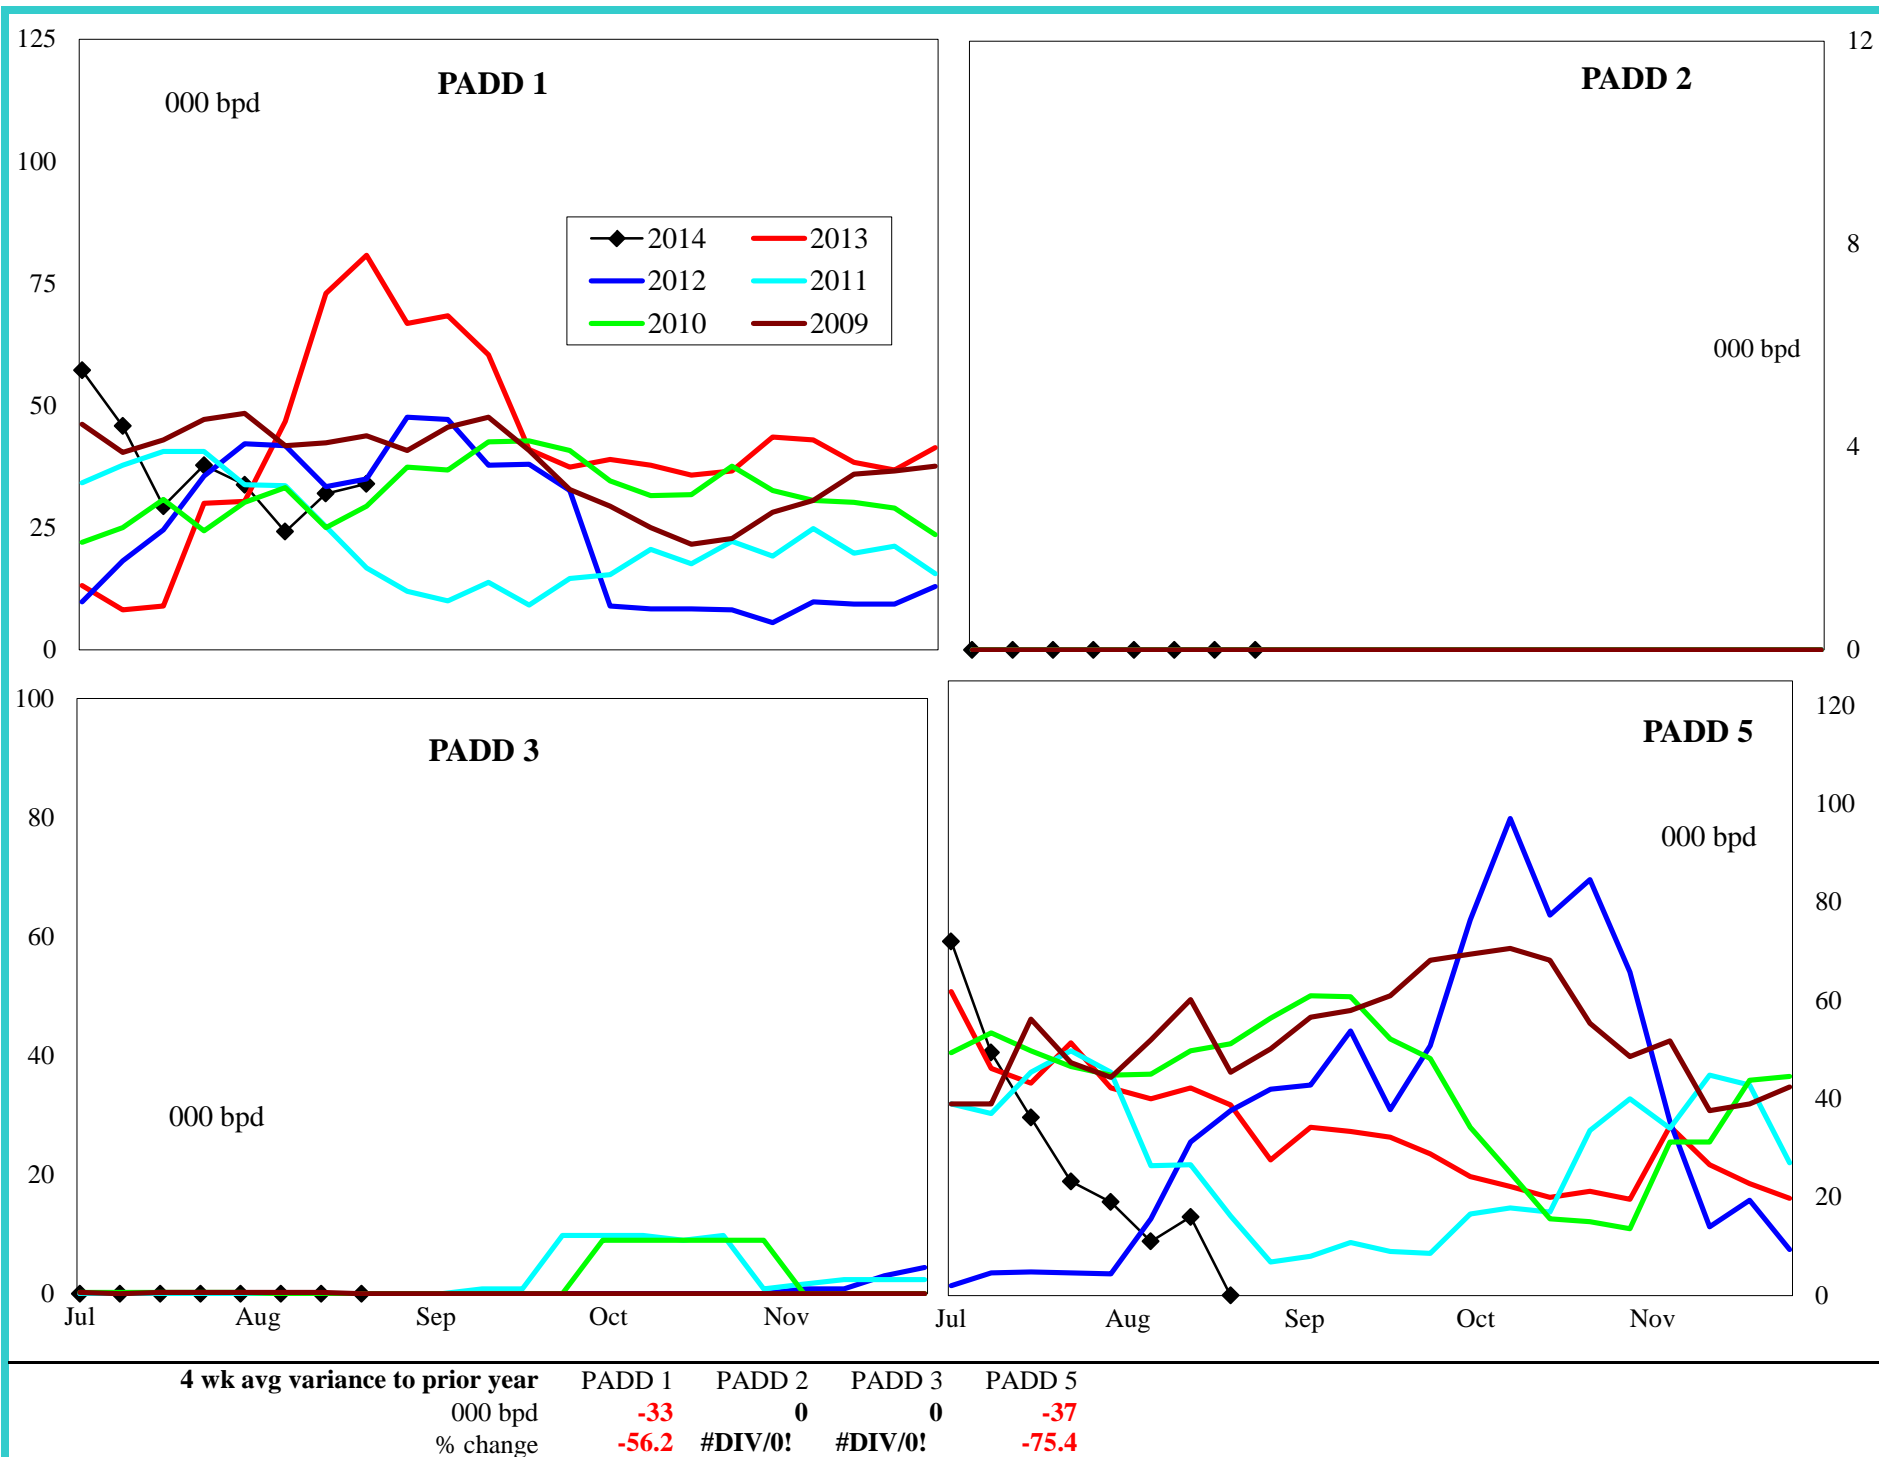 125
100
75
50
25
0
000 bpd
PADD 1
2014 2013
2012 2011
2010 2009
PADD 2
12
8
4
0
000 bpd
100
80
60
40
20
0
PADD 3
000 bpd
Jul Aug Sep Oct Nov
PADD 5
000 bpd
120
100
80
60
40
20
0
Jul Aug Sep Oct Nov
4 wk avg variance to prior year PADD 1 PADD 2 PADD 3 PADD 5
000 bpd -33 0 0 -37
% change -56.2 #DIV/0! #DIV/0! -75.4